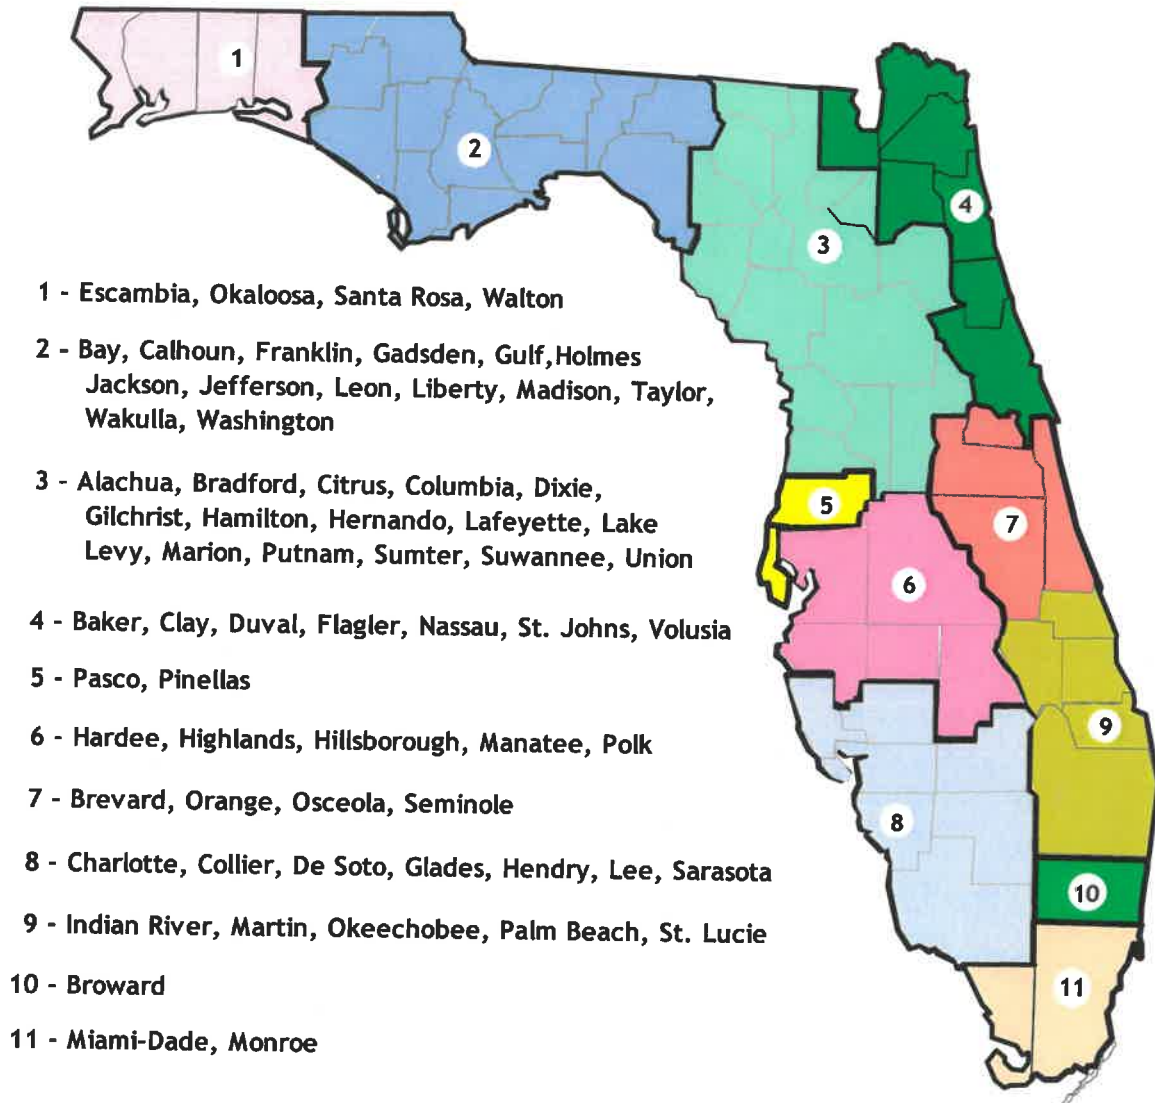 1
2
3
4
5
6
7
8
9
10
11
1 - Escambia, Okaloosa, Santa Rosa, Walton
2 - Bay, Calhoun, Franklin, Gadsden, Gulf,Holmes
Jackson, Jefferson, Leon, Liberty, Madison, Taylor,
Wakulla, Washington
3 - Alachua, Bradford, Citrus, Columbia, Dixie,
Gilchrist, Hamilton, Hernando, Lafeyette, Lake
Levy, Marion, Putnam, Sumter, Suwannee, Union
4 - Baker, Clay, Duval, Flagler, Nassau, St. Johns, Volusia
5 - Pasco, Pinellas
6 - Hardee, Highlands, Hillsborough, Manatee, Polk
7 - Brevard, Orange, Osceola, Seminole
8 - Charlotte, Collier, De Soto, Glades, Hendry, Lee, Sarasota
9 - Indian River, Martin, Okeechobee, Palm Beach, St. Lucie
10 - Broward
11 - Miami-Dade, Monroe